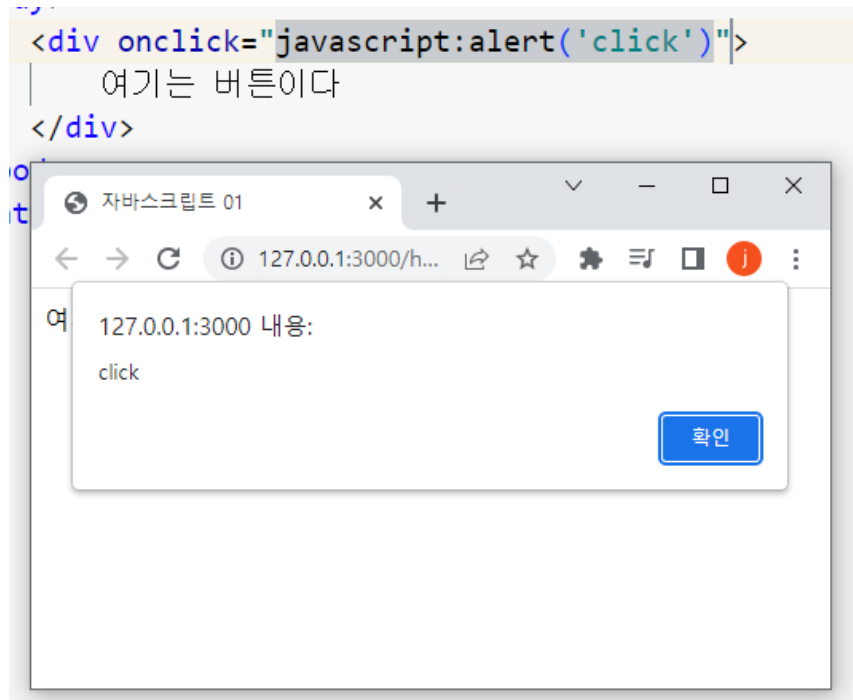 <div onclick="javascript:alert('click')">
여기는 버튼이다
</div>
자바스크립트 01
127.0.0.1:3000/h...
j
여
127.0.0.1:3000 내용:
click
확인